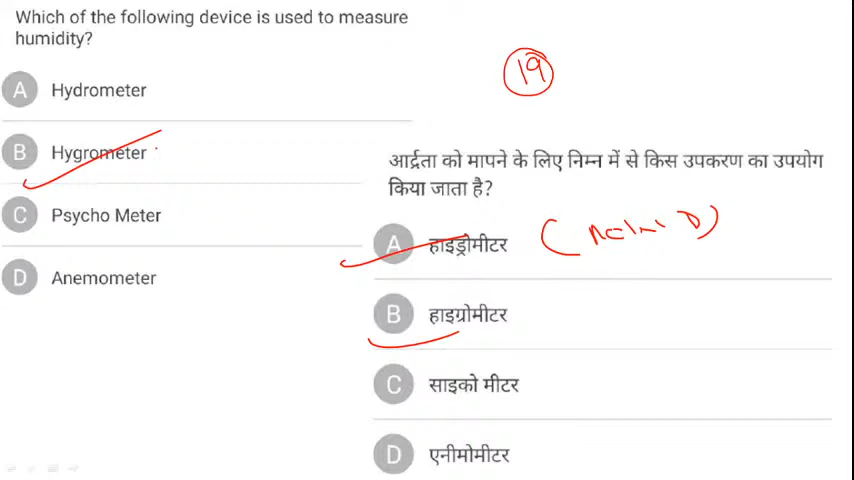 Which of the following device is used to measure
humidity?
A Hydrometer
B Hygrometer
C Psycho Meter
D Anemometer
19
आर्द्रता को मापने के लिए निम्न में से किस उपकरण का उपयोग
किया जाता है?
A हाइड्रोमीटर
B हाइग्रोमीटर
C साइको मीटर
D एनीमोमीटर